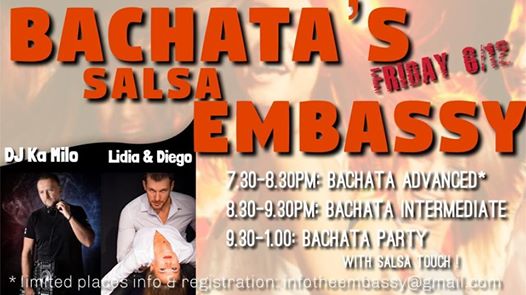 BACHATA'S
SALSA
FRIDAY 6/12
EMBASSY
DJ Ka Milo
Lidia & Diego
7.30-8.30PM: BACHATA ADVANCED*
8.30-9.30PM: BACHATA INTERMEDIATE
9.30-1.00: BACHATA PARTY
WITH SALSA TOUCH !
* limited places info & registration: infotheembassy@gmail.com